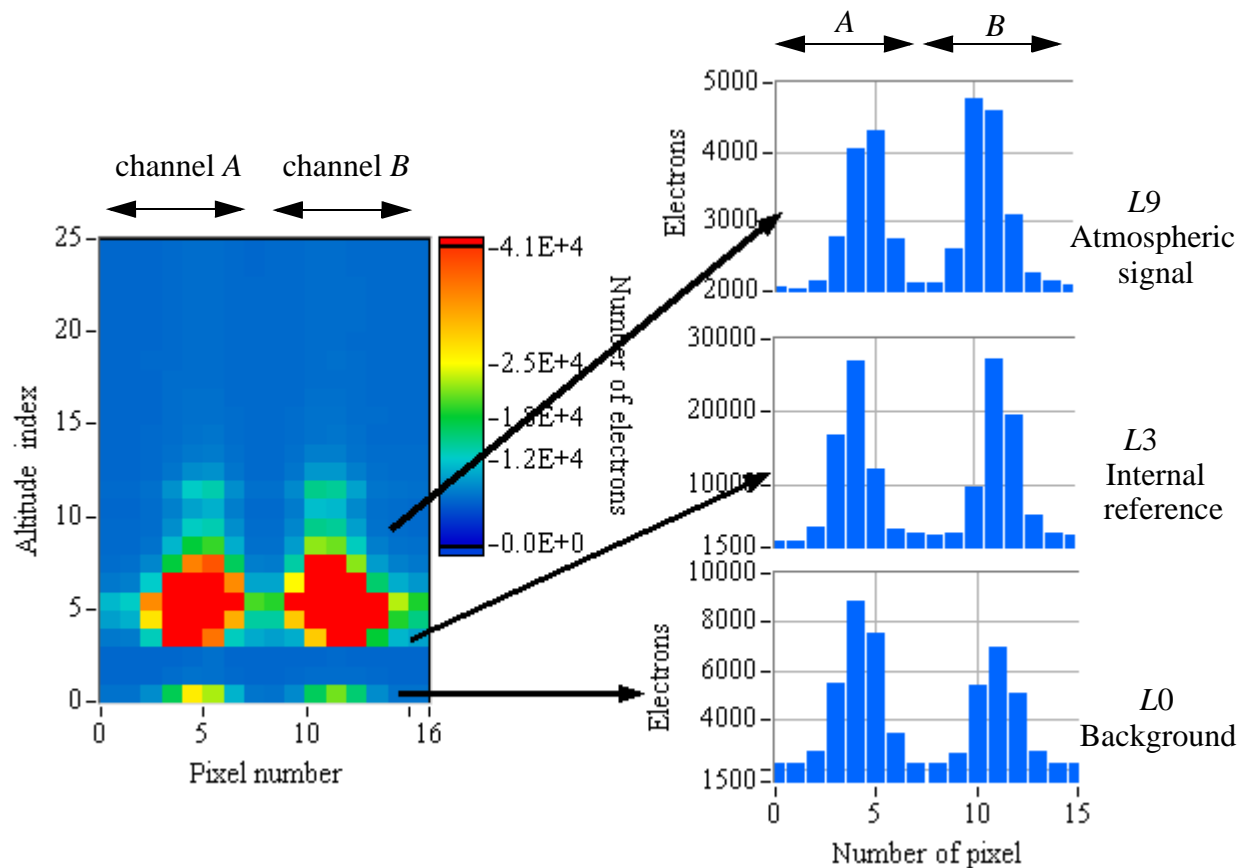 channel A channel B
25
20
15
10
5
0
Altitude index
0 5 10 16
Pixel number
4.1E+4
2.5E+4
1.8E+4
1.2E+4
0.0E+0
Number of electrons
A B
5000
4000
3000
2000
Electrons
L9
Atmospheric
signal
30000
20000
10000
1500
L3
Internal
reference
10000
8000
6000
4000
1500
Electrons
0 5 10 15
Number of pixel
L0
Background